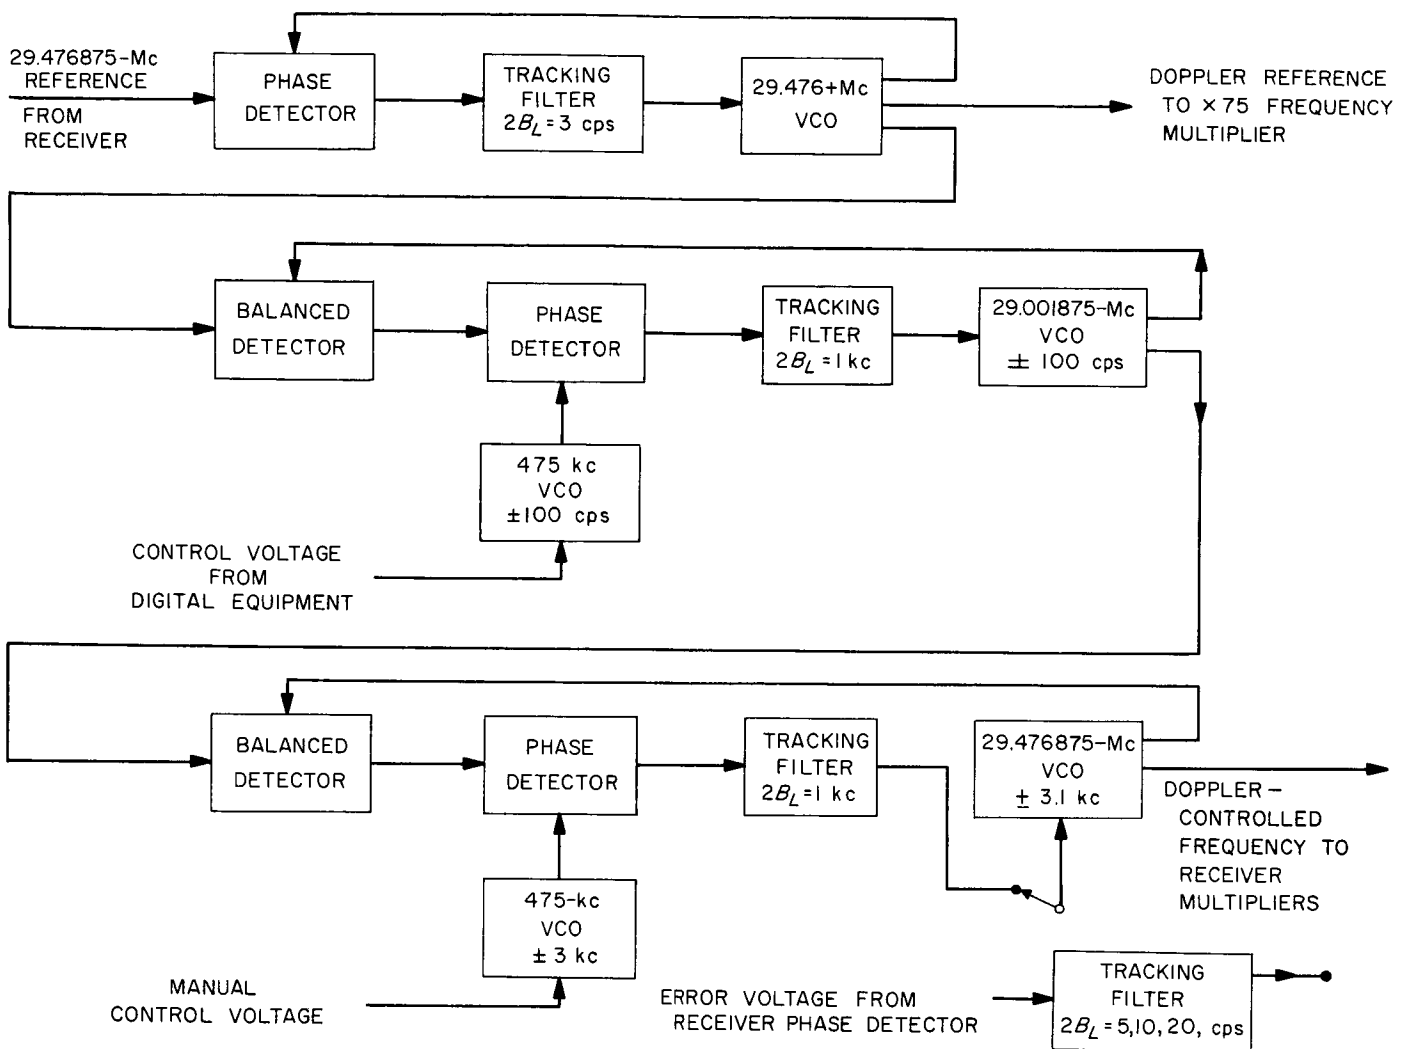 29.476875-Mc
REFERENCE
FROM
RECEIVER
PHASE
DETECTOR
TRACKING
FILTER
2B_L = 3 cps
29.476+Mc
VCO
DOPPLER REFERENCE
TO ×75 FREQUENCY
MULTIPLIER
BALANCED
DETECTOR
PHASE
DETECTOR
TRACKING
FILTER
2B_L = 1 kc
29.001875-Mc
VCO
± 100 cps
475 kc
VCO
±100 cps
CONTROL VOLTAGE
FROM
DIGITAL EQUIPMENT
BALANCED
DETECTOR
PHASE
DETECTOR
TRACKING
FILTER
2B_L = 1 kc
29.476875-Mc
VCO
± 3.1 kc
DOPPLER –
CONTROLLED
FREQUENCY TO
RECEIVER
MULTIPLIERS
475-kc
VCO
± 3 kc
MANUAL
CONTROL VOLTAGE
ERROR VOLTAGE FROM
RECEIVER PHASE DETECTOR
TRACKING
FILTER
2B_L = 5,10, 20, cps